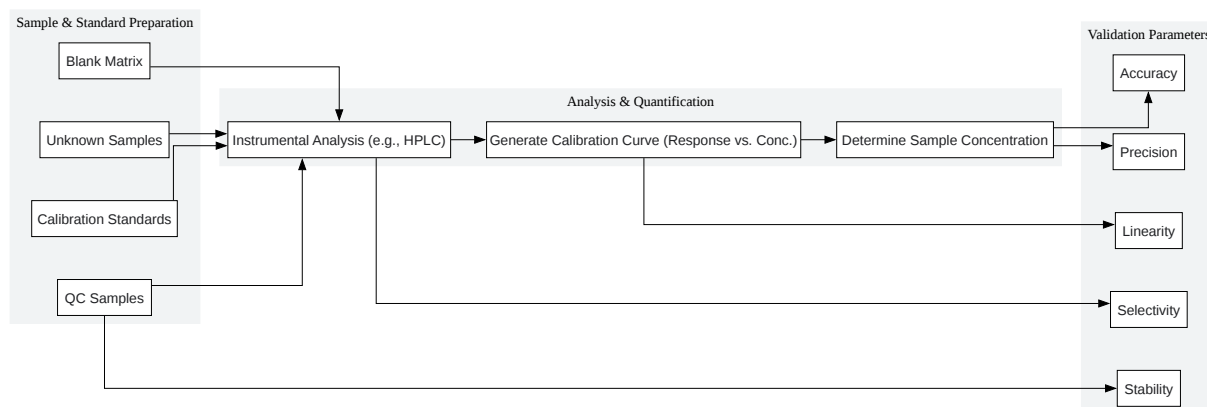 Sample & Standard Preparation
Blank Matrix
Unknown Samples
Calibration Standards
QC Samples
Analysis & Quantification
Instrumental Analysis (e.g., HPLC)
Generate Calibration Curve (Response vs. Conc.)
Determine Sample Concentration
Validation Parameters
Accuracy
Precision
Linearity
Selectivity
Stability